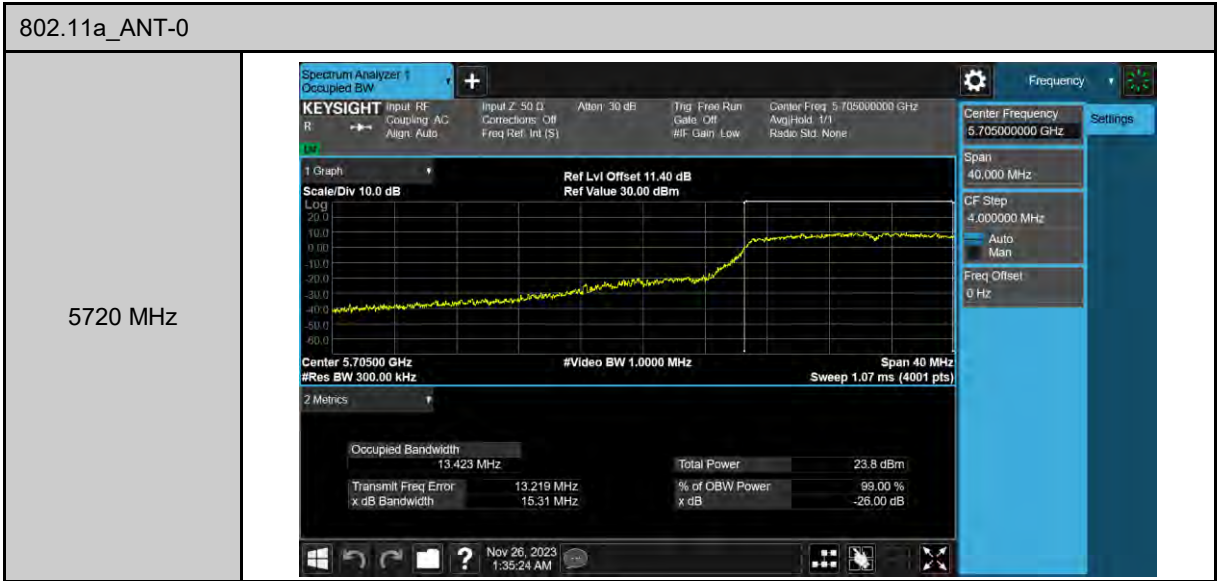 802.11a_ANT-0
5720 MHz
Spectrum Analyzer 1
Occupied BW
KEYSIGHT
R
Input: RF
Coupling: AC
Align: Auto
Input Z: 50 Ω
Corrections: Off
Freq Ref: Int (S)
Atten: 30 dB
Trig: Free Run
Gate: Off
#IF Gain: Low
Center Freq: 5.705000000 GHz
Avg|Hold: 1/1
Radio Std: None
Frequency
Settings
Center Frequency
5.705000000 GHz
Span
40.000 MHz
CF Step
4.000000 MHz
Auto
Man
Freq Offset
0 Hz
1 Graph
Scale/Div 10.0 dB
Ref Lvl Offset 11.40 dB
Ref Value 30.00 dBm
Log
20.0
10.0
0.00
-10.0
-20.0
-30.0
-40.0
-50.0
-60.0
Center 5.70500 GHz
#Video BW 1.0000 MHz
Span 40 MHz
#Res BW 300.00 kHz
Sweep 1.07 ms (4001 pts)
2 Metrics
Occupied Bandwidth
13.423 MHz
Total Power 23.8 dBm
Transmit Freq Error 13.219 MHz
% of OBW Power 99.00 %
x dB Bandwidth 15.31 MHz
x dB -26.00 dB
?
Nov 26, 2023
1:35:24 AM